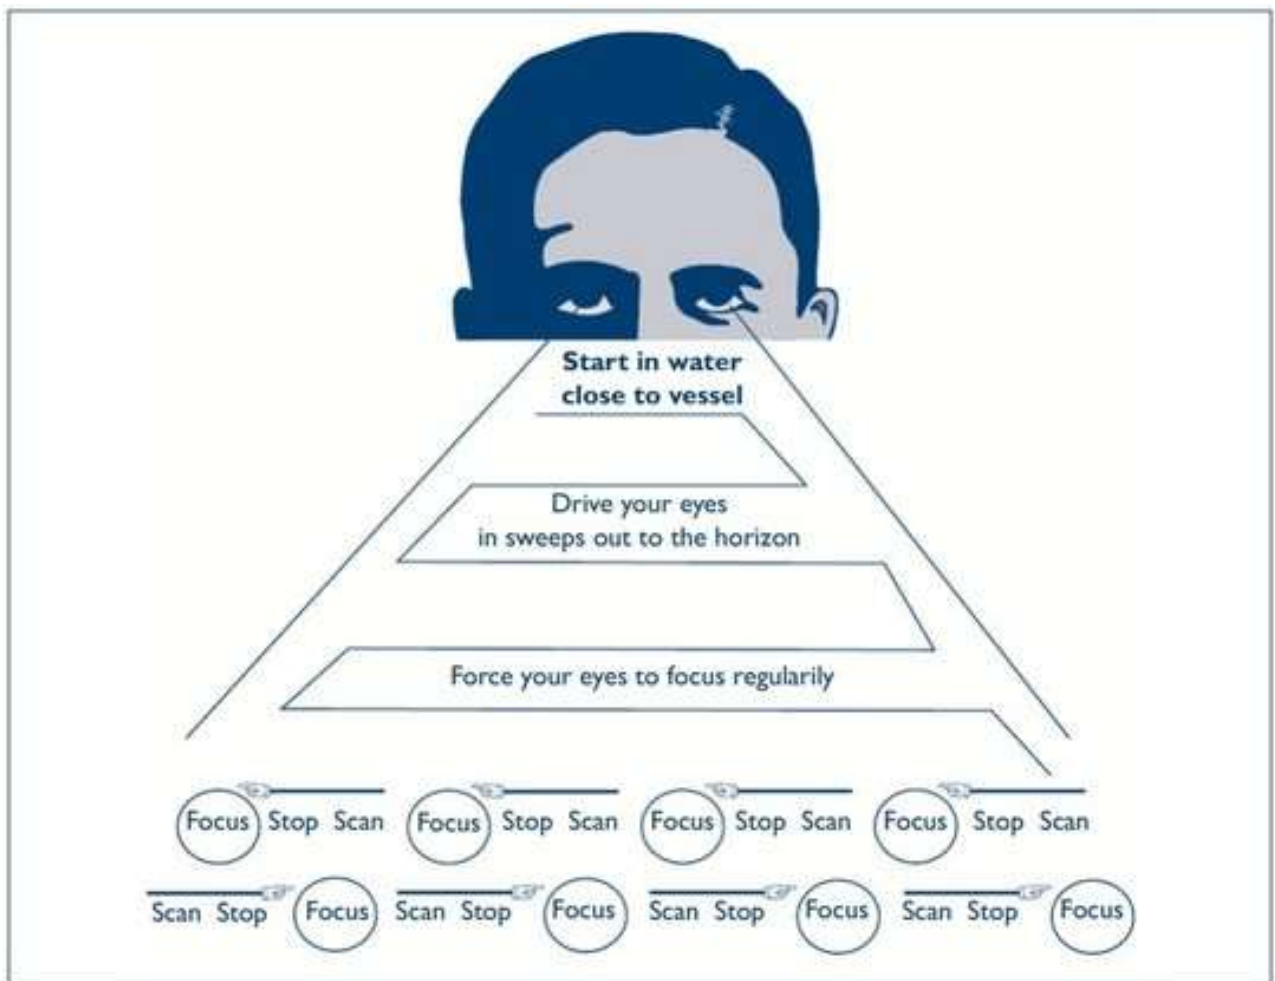 Start in water
close to vessel
Drive your eyes
in sweeps out to the horizon
Force your eyes to focus regularily
Focus Stop Scan Focus Stop Scan Focus Stop Scan Focus Stop Scan
Scan Stop Focus Scan Stop Focus Scan Stop Focus Scan Stop Focus